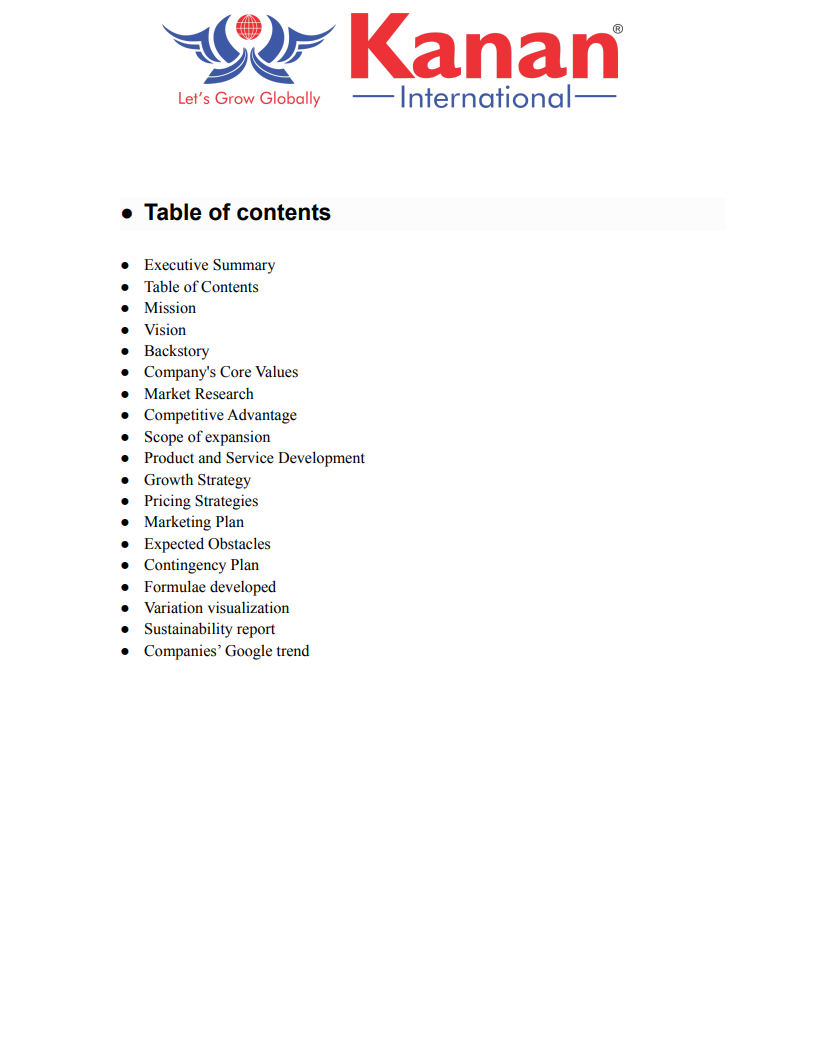 Kanan®
Let's Grow Globally
International
● Table of contents
● Executive Summary
● Table of Contents
● Mission
● Vision
● Backstory
● Company's Core Values
● Market Research
● Competitive Advantage
● Scope of expansion
● Product and Service Development
● Growth Strategy
● Pricing Strategies
● Marketing Plan
● Expected Obstacles
● Contingency Plan
● Formulae developed
● Variation visualization
● Sustainability report
● Companies’ Google trend